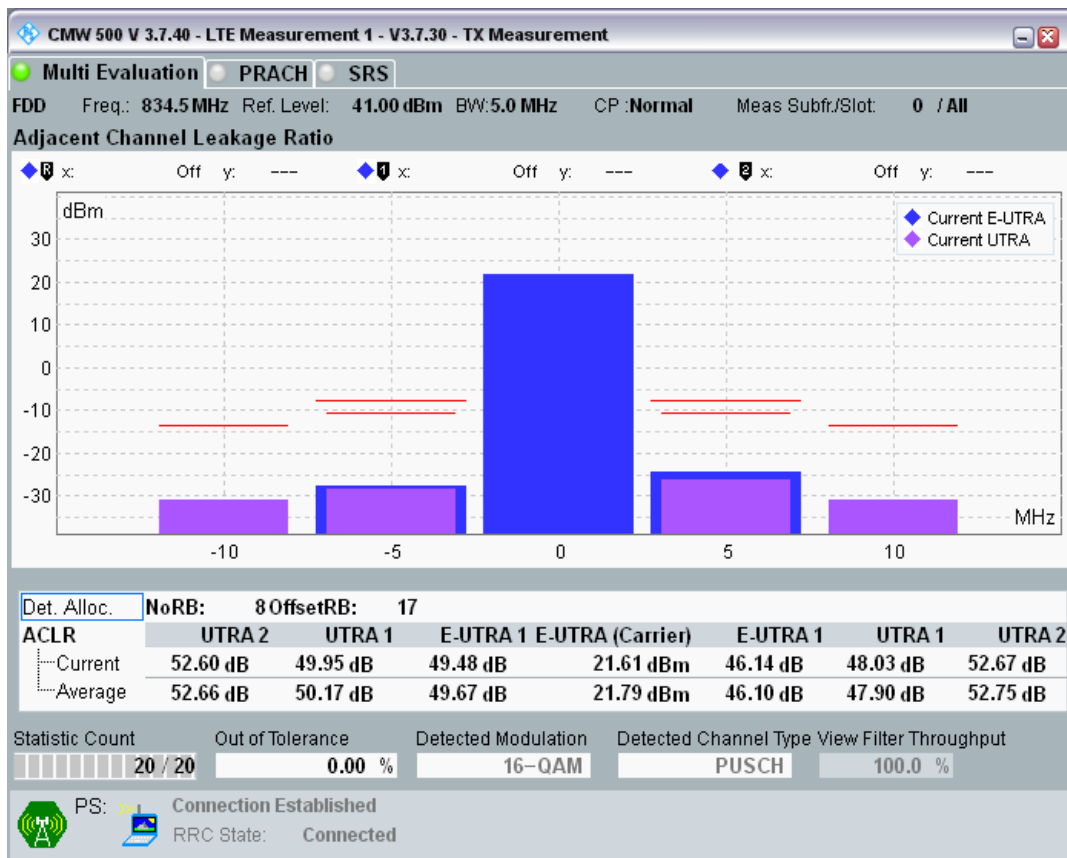 CMW 500 V 3.7.40 - LTE Measurement 1 - V3.7.30 - TX Measurement
Multi Evaluation PRACH SRS
FDD Freq.: 834.5 MHz Ref. Level: 41.00 dBm BW:5.0 MHz CP :Normal Meas Subfr./Slot: 0 / All
Adjacent Channel Leakage Ratio
R x: Off y: --- 1 x: Off y: --- 2 x: Off y: ---
dBm
Current E-UTRA
Current UTRA
30
20
10
0
-10
-20
-30
MHz
-10 -5 0 5 10
Det. Alloc. NoRB: 8 OffsetRB: 17
ACLR UTRA 2 UTRA 1 E-UTRA 1 E-UTRA (Carrier) E-UTRA 1 UTRA 1 UTRA 2
Current 52.60 dB 49.95 dB 49.48 dB 21.61 dBm 46.14 dB 48.03 dB 52.67 dB
Average 52.66 dB 50.17 dB 49.67 dB 21.79 dBm 46.10 dB 47.90 dB 52.75 dB
Statistic Count Out of Tolerance Detected Modulation Detected Channel Type View Filter Throughput
20 / 20 0.00 % 16-QAM PUSCH 100.0 %
PS: Connection Established
RRC State: Connected